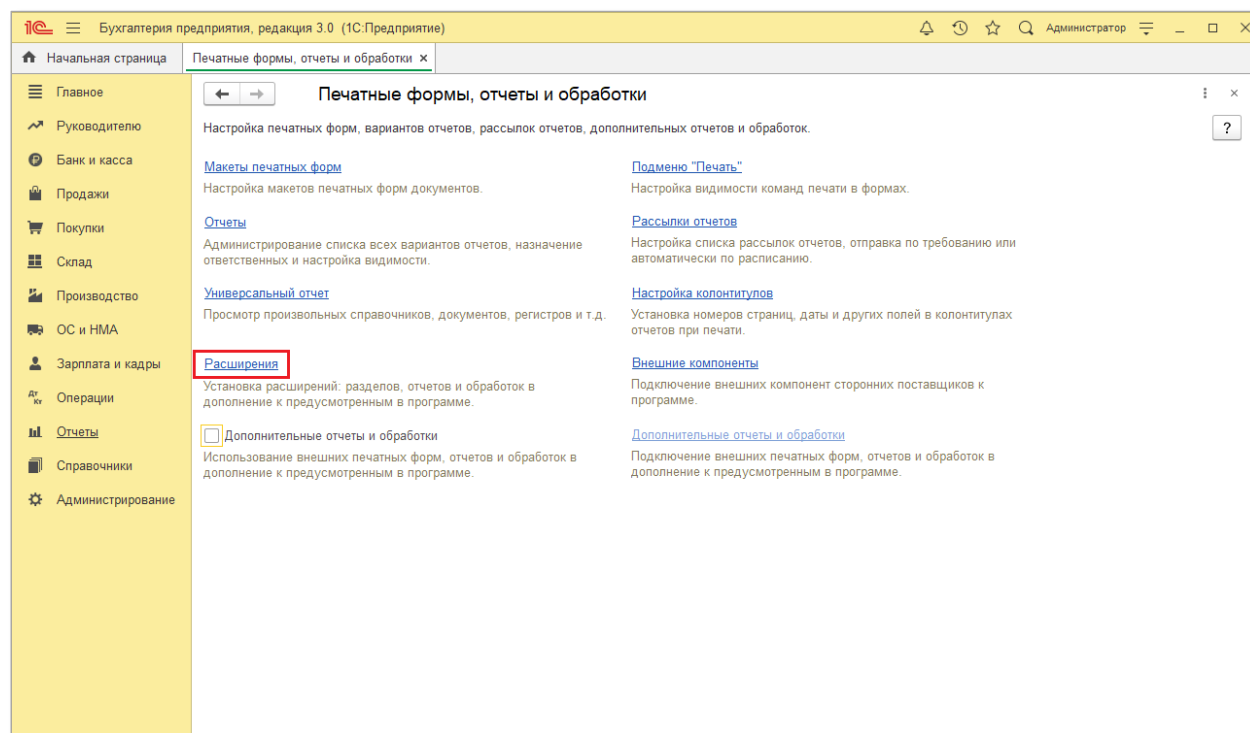 1С Бухгалтерия предприятия, редакция 3.0 (1С:Предприятие) Администратор
Начальная страница Печатные формы, отчеты и обработки ×
Главное
Руководителю
Банк и касса
Продажи
Покупки
Склад
Производство
ОС и НМА
Зарплата и кадры
Дт Кт Операции
Отчеты
Справочники
Администрирование
Печатные формы, отчеты и обработки
Настройка печатных форм, вариантов отчетов, рассылок отчетов, дополнительных отчетов и обработок.
?
Макеты печатных форм
Настройка макетов печатных форм документов.
Отчеты
Администрирование списка всех вариантов отчетов, назначение
ответственных и настройка видимости.
Универсальный отчет
Просмотр произвольных справочников, документов, регистров и т.д.
Расширения
Установка расширений: разделов, отчетов и обработок в
дополнение к предусмотренным в программе.
Дополнительные отчеты и обработки
Использование внешних печатных форм, отчетов и обработок в
дополнение к предусмотренным в программе.
Подменю "Печать"
Настройка видимости команд печати в формах.
Рассылки отчетов
Настройка списка рассылок отчетов, отправка по требованию или
автоматически по расписанию.
Настройка колонтитулов
Установка номеров страниц, даты и других полей в колонтитулах
отчетов при печати.
Внешние компоненты
Подключение внешних компонент сторонних поставщиков к
программе.
Дополнительные отчеты и обработки
Подключение внешних печатных форм, отчетов и обработок в
дополнение к предусмотренным в программе.